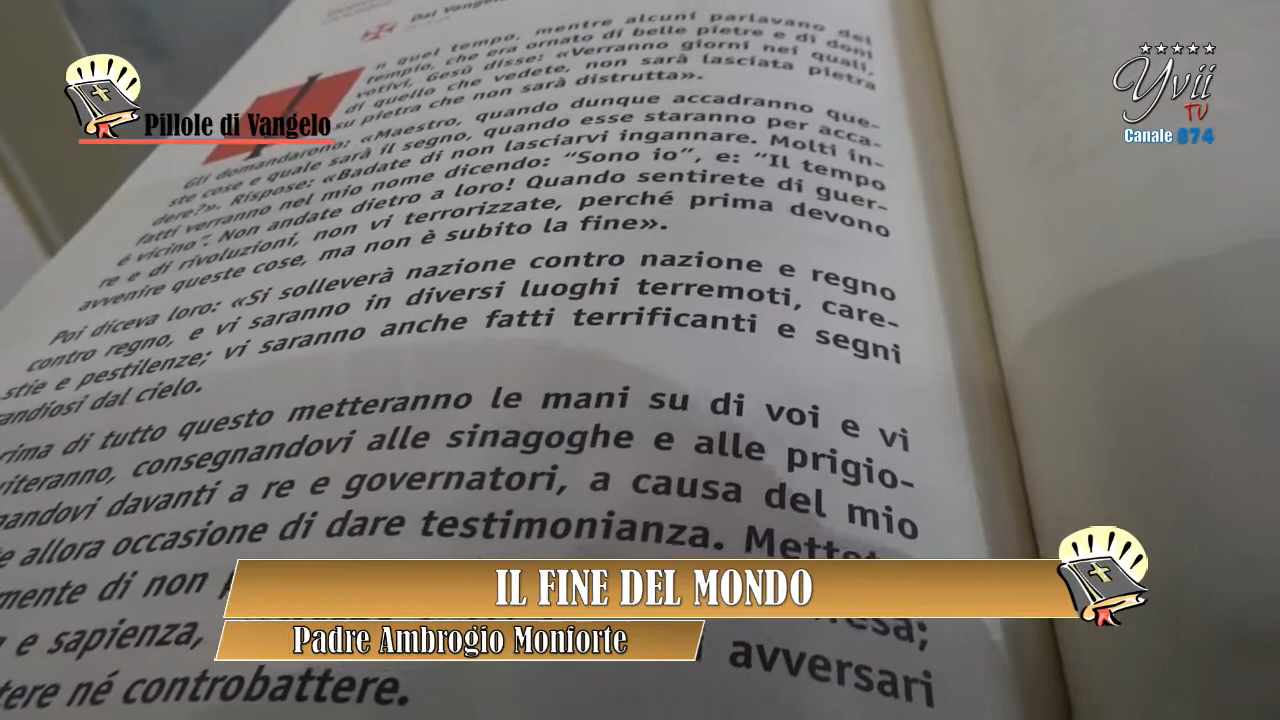 Dal Vangelo
n quel tempo, mentre alcuni parlavano del
tempio, che era ornato di belle pietre e di doni
votivi, Gesù disse: «Verranno giorni nei quali,
di quello che vedete, non sarà lasciata pietra
su pietra che non sarà distrutta».
Gli domandarono: «Maestro, quando dunque accadranno que-
ste cose e quale sarà il segno, quando esse staranno per acca-
dere?». Rispose: «Badate di non lasciarvi ingannare. Molti in-
fatti verranno nel mio nome dicendo: “Sono io”, e: “Il tempo
è vicino”. Non andate dietro a loro! Quando sentirete di guer-
re e di rivoluzioni, non vi terrorizzate, perché prima devono
avvenire queste cose, ma non è subito la fine».
Poi diceva loro: «Si solleverà nazione contro nazione e regno
contro regno, e vi saranno in diversi luoghi terremoti, care-
stie e pestilenze; vi saranno anche fatti terrificanti e segni
randiosi dal cielo.
rima di tutto questo metteranno le mani su di voi e vi
riteranno, consegnandovi alle sinagoghe e alle prigio-
nandovi davanti a re e governatori, a causa del mio
e allora occasione di dare testimonianza.
mente di non
e sapienza,
avversari
tere né controbattere.
Pillole di Vangelo
Yvii
TV
Canale 874
IL FINE DEL MONDO
Padre Ambrogio Monforte